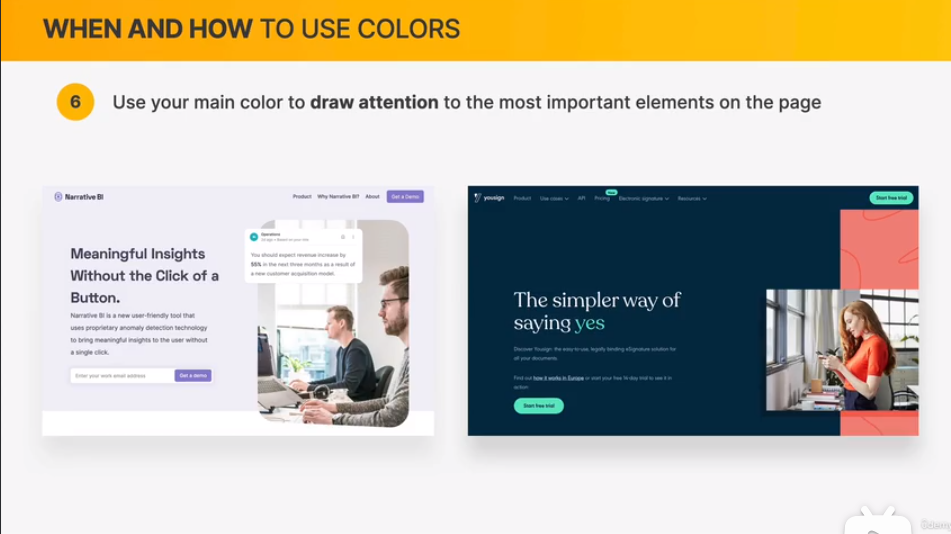 WHEN AND HOW TO USE COLORS
6
Use your main color to draw attention to the most important elements on the page
Narrative BI
Product Why Narrative BI? About Get a Demo
Operations
You should expect revenue increase by
55% in the next three months as a result of
a new customer acquisition model.
Meaningful Insights
Without the Click of a
Button.
Narrative BI is a new user-friendly tool that
uses proprietary anomaly detection technology
to bring meaningful insights to the user without
a single click.
Enter your work email address Get a demo
yousign
Product Use cases API Pricing New Electronic signature Resources Start free trial
The simpler way of
saying yes
Discover Yousign: the easy-to-use, legally binding eSignature solution for
all your documents.
Find out how it works in Europe or start your free 14-day trial to see it in
action:
Start free trial